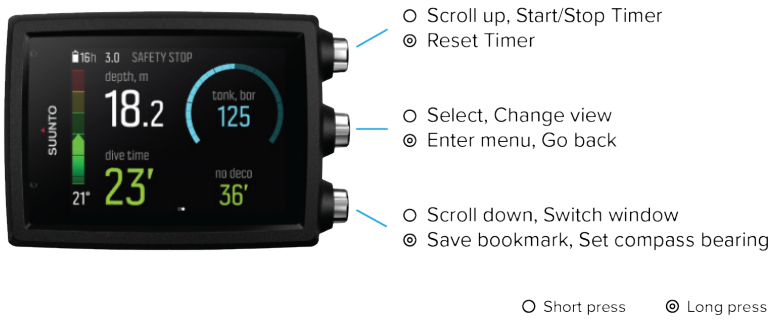 Scroll up, Start/Stop Timer
Reset Timer
16h 3.0 SAFETY STOP
depth, m
18.2
tank, bar
125
SUUNTO
Select, Change view
Enter menu, Go back
dive time
23'
no deco
36'
21°
Scroll down, Switch window
Save bookmark, Set compass bearing
Short press
Long press